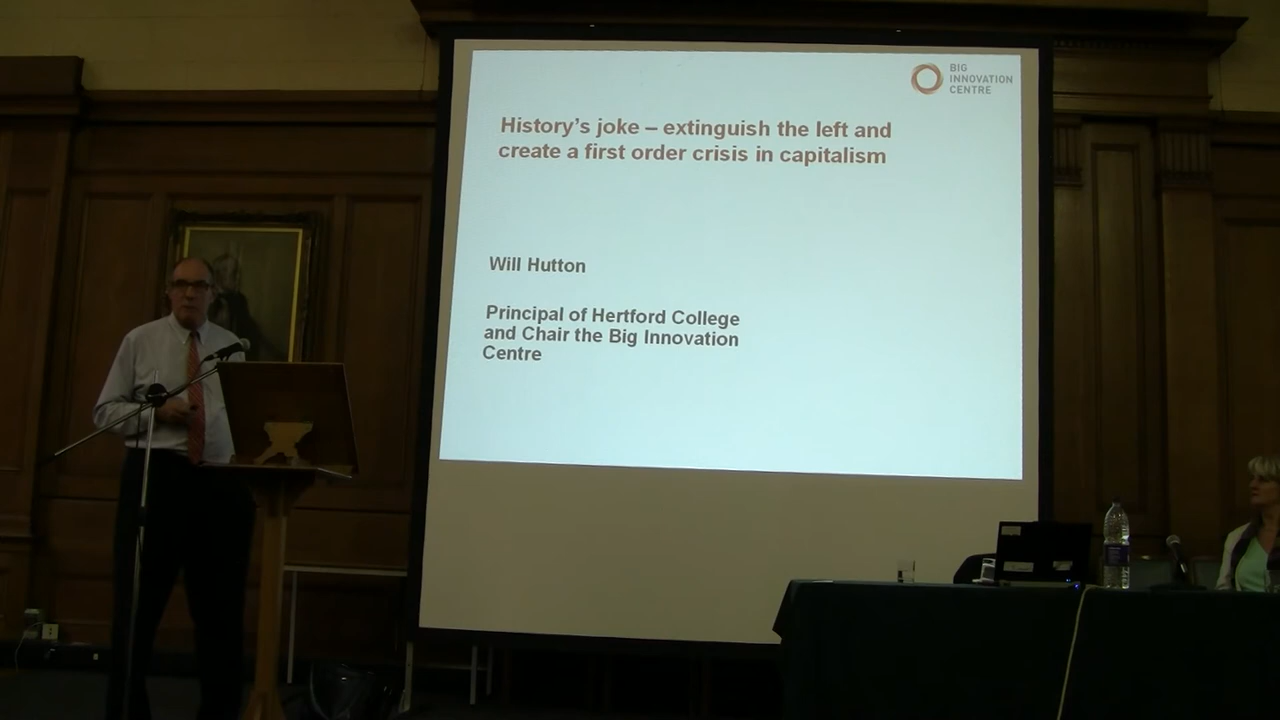 BIG
INNOVATION
CENTRE
History's joke – extinguish the left and
create a first order crisis in capitalism
Will Hutton
Principal of Hertford College
and Chair the Big Innovation
Centre